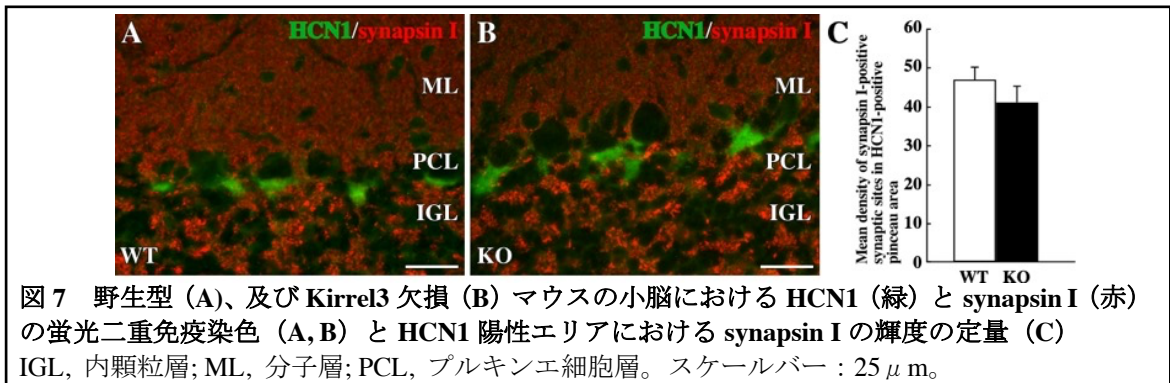 A
HCN1/synapsin I
ML
PCL
IGL
WT
B
HCN1/synapsin I
ML
PCL
IGL
KO
C
Mean density of synapsin I-positive
synaptic sites in HCN1-positive
pinceau area
60
50
40
30
20
10
0
WT KO
図 7 野生型（A）、及び Kirrel3 欠損（B）マウスの小脳における HCN1（緑）と synapsin I（赤）
の蛍光二重免疫染色（A, B）と HCN1 陽性エリアにおける synapsin I の輝度の定量（C）
IGL, 内顆粒層; ML, 分子層; PCL, プルキンエ細胞層。スケールバー：25μm。